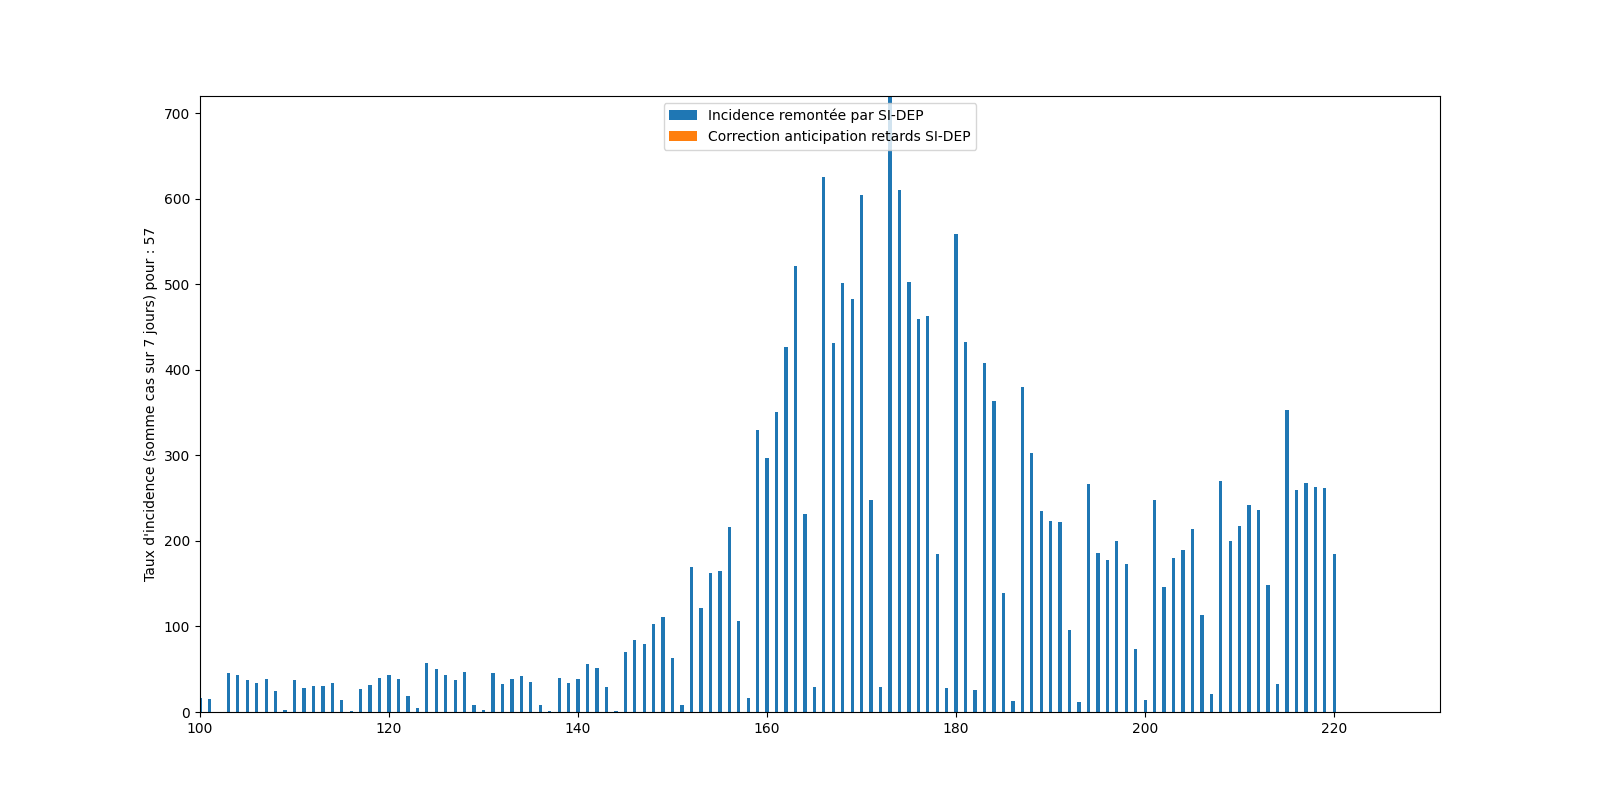 Incidence remontée par SI-DEP
Correction anticipation retards SI-DEP
Taux d'incidence (somme cas sur 7 jours) pour : 57
700
600
500
400
300
200
100
0
100 120 140 160 180 200 220